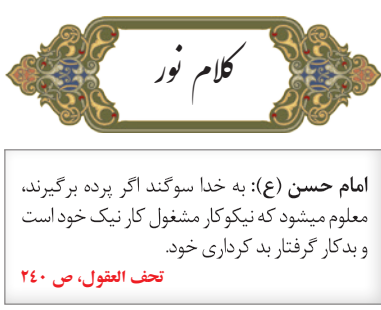 کلام نور
امام حسن (ع): به خدا سوگند اگر پرده برگیرند،
معلوم میشود که نیکوکار مشغول کار نیک خود است
و بدکار گرفتار بد کرداری خود.
تحف العقول، ص ۲٤۰